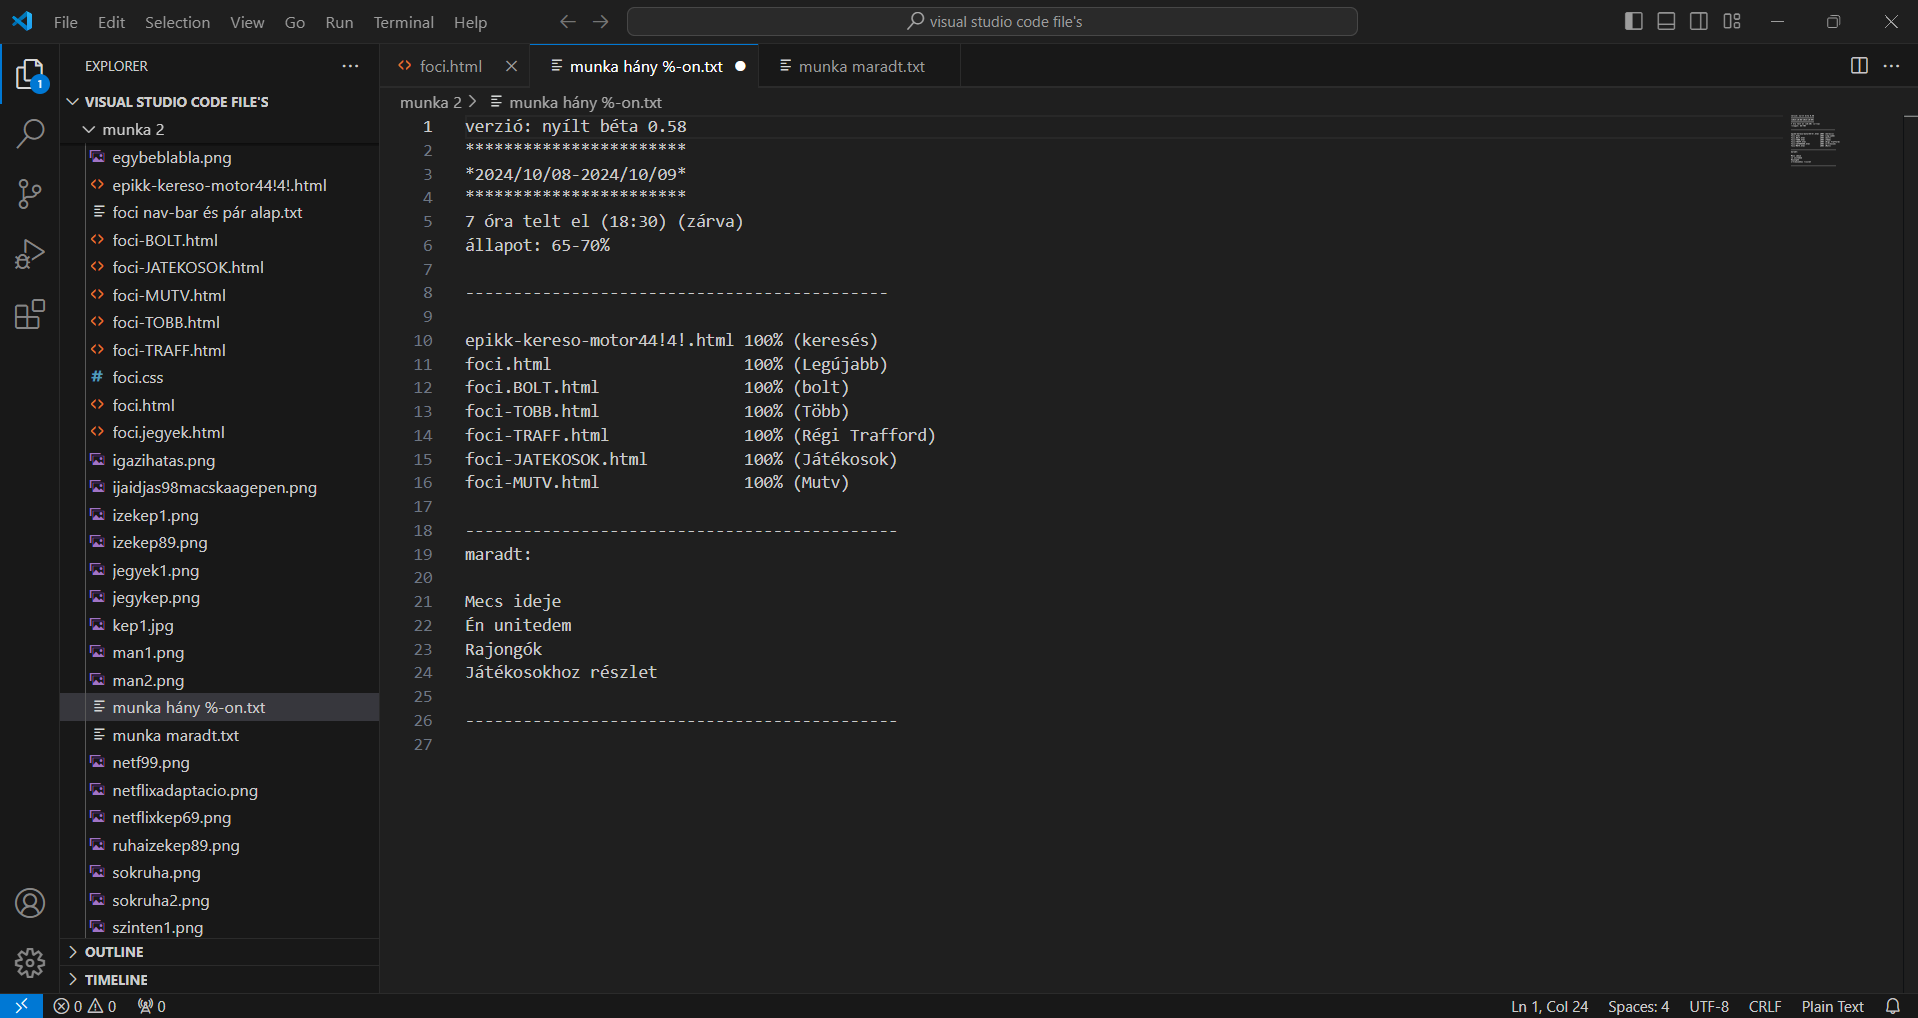 File Edit Selection View Go Run Terminal Help
visual studio code file's
EXPLORER
VISUAL STUDIO CODE FILE'S
munka 2
egybeblabla.png
epikk-kereso-motor44!4!.html
foci nav-bar és pár alap.txt
foci-BOLT.html
foci-JATEKOSOK.html
foci-MUTV.html
foci-TOBB.html
foci-TRAFF.html
foci.css
foci.html
foci.jegyek.html
igazihatas.png
ijaidjas98macskaagepen.png
izekep1.png
izekep89.png
jegyek1.png
jegykep.png
kep1.jpg
man1.png
man2.png
munka hány %-on.txt
munka maradt.txt
netf99.png
netflixadaptacio.png
netflixkep69.png
ruhaizekep89.png
sokruha.png
sokruha2.png
szinten1.png
OUTLINE
TIMELINE
1
foci.html
munka hány %-on.txt
munka maradt.txt
munka 2 > munka hány %-on.txt
1 verzió: nyílt béta 0.58
2 ***********************
3 *2024/10/08-2024/10/09*
4 ***********************
5 7 óra telt el (18:30) (zárva)
6 állapot: 65-70%
7
8 --------------------------------------------
9
10 epikk-kereso-motor44!4!.html 100% (keresés)
11 foci.html 100% (Legújabb)
12 foci.BOLT.html 100% (bolt)
13 foci-TOBB.html 100% (Több)
14 foci-TRAFF.html 100% (Régi Trafford)
15 foci-JATEKOSOK.html 100% (Játékosok)
16 foci-MUTV.html 100% (Mutv)
17
18 ---------------------------------------------
19 maradt:
20
21 Mecs ideje
22 Én unitedem
23 Rajongók
24 Játékosokhoz részlet
25
26 ---------------------------------------------
27
0 0 0
Ln 1, Col 24 Spaces: 4 UTF-8 CRLF Plain Text